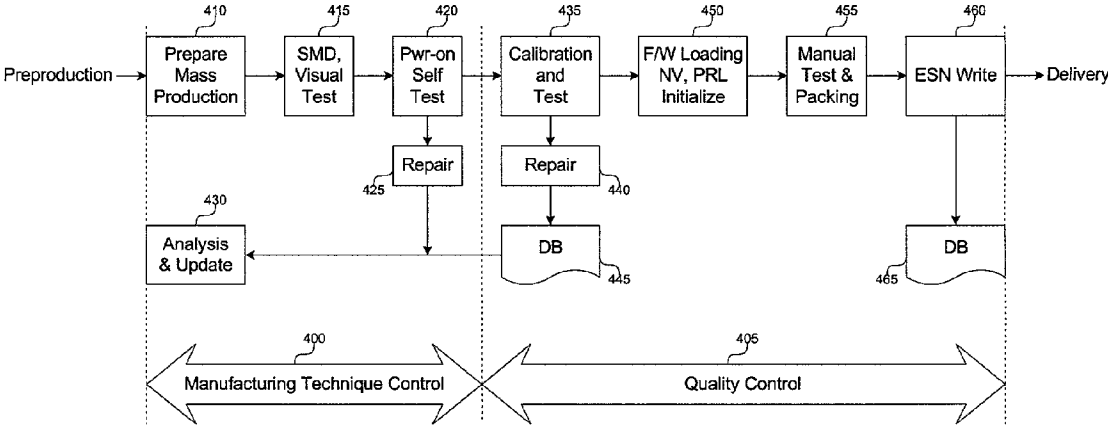 410
415
420
435
450
455
460
Preproduction
Prepare
Mass
Production
SMD,
Visual
Test
Pwr-on
Self
Test
Calibration
and
Test
F/W Loading
NV, PRL
Initialize
Manual
Test &
Packing
ESN Write
Delivery
Repair
425
Repair
440
430
Analysis
& Update
DB
445
DB
465
400
Manufacturing Technique Control
405
Quality Control